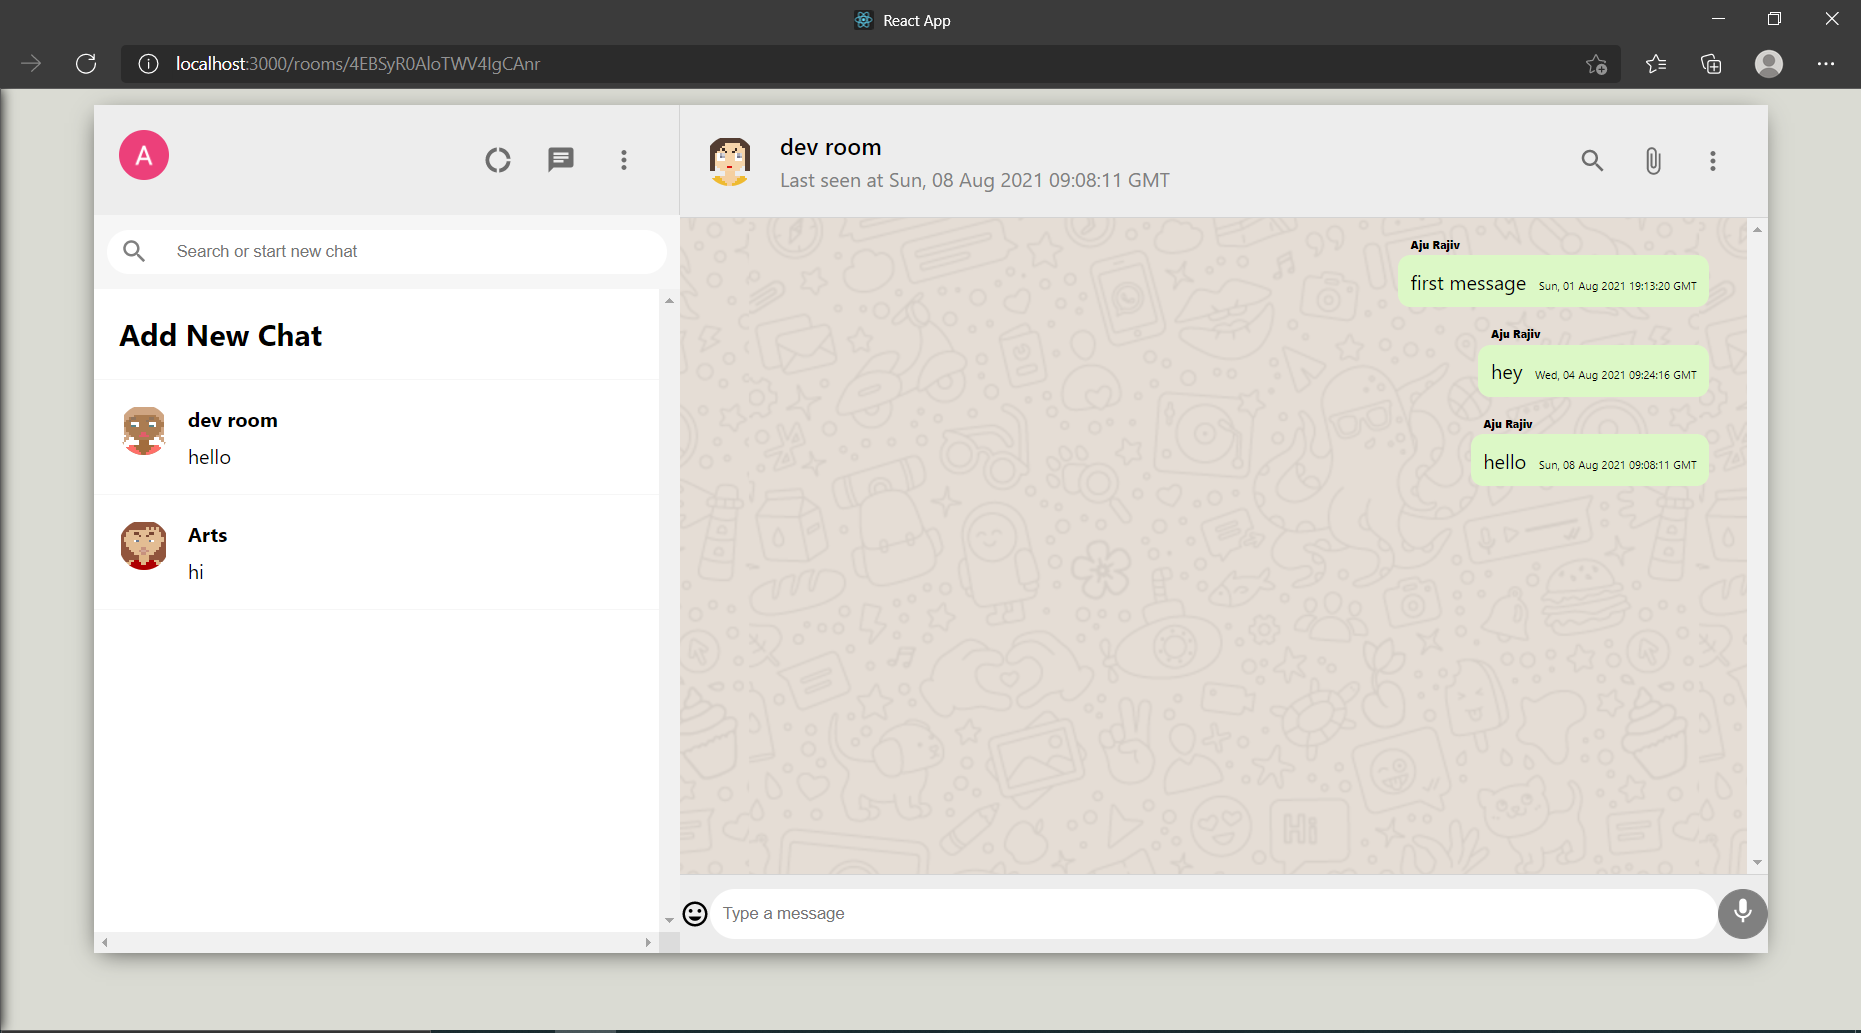 React App
localhost:3000/rooms/4EBSyR0AloTWV4lgCAnr
A
dev room
Last seen at Sun, 08 Aug 2021 09:08:11 GMT
Search or start new chat
Add New Chat
dev room
hello
Arts
hi
Aju Rajiv
first message Sun, 01 Aug 2021 19:13:20 GMT
Aju Rajiv
hey Wed, 04 Aug 2021 09:24:16 GMT
Aju Rajiv
hello Sun, 08 Aug 2021 09:08:11 GMT
Hi
Type a message